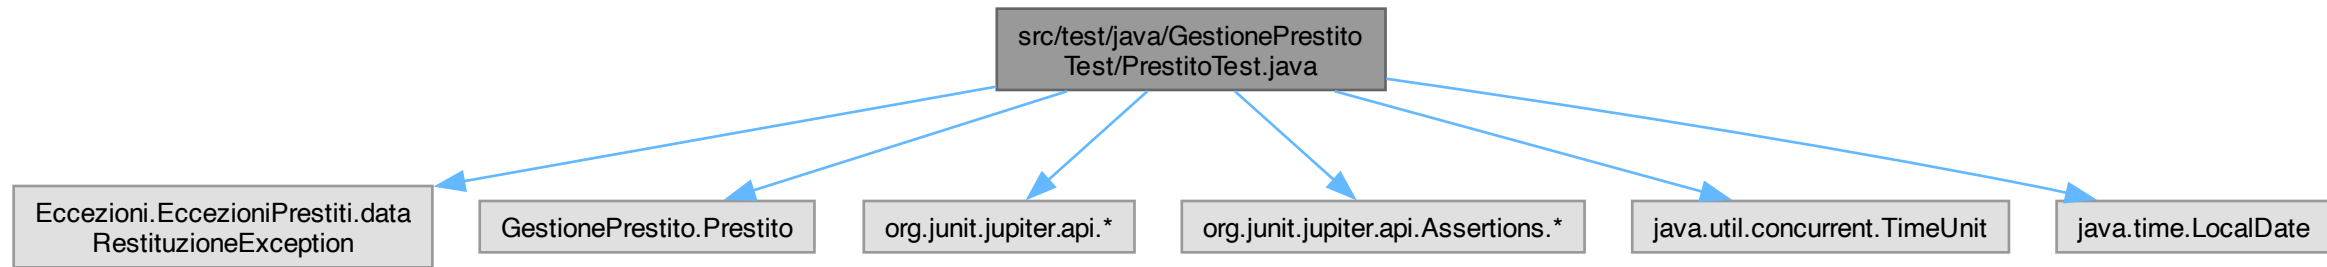 src/test/java/GestionePrestito
Test/PrestitoTest.java
Eccezioni.EccezioniPrestiti.data
RestituzioneException
GestionePrestito.Prestito
org.junit.jupiter.api.*
org.junit.jupiter.api.Assertions.*
java.util.concurrent.TimeUnit
java.time.LocalDate